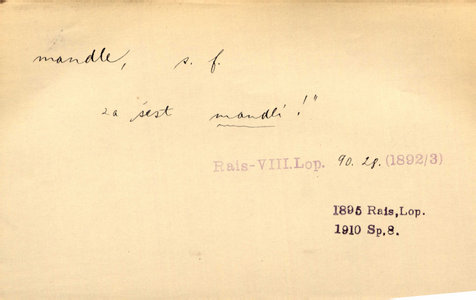 mandle, s. f.
za šest mandlí!"
Rais-VIII.Lop. 90. 28. (1892/3)
1895 Rais,Lop.
1910 Sp,8.